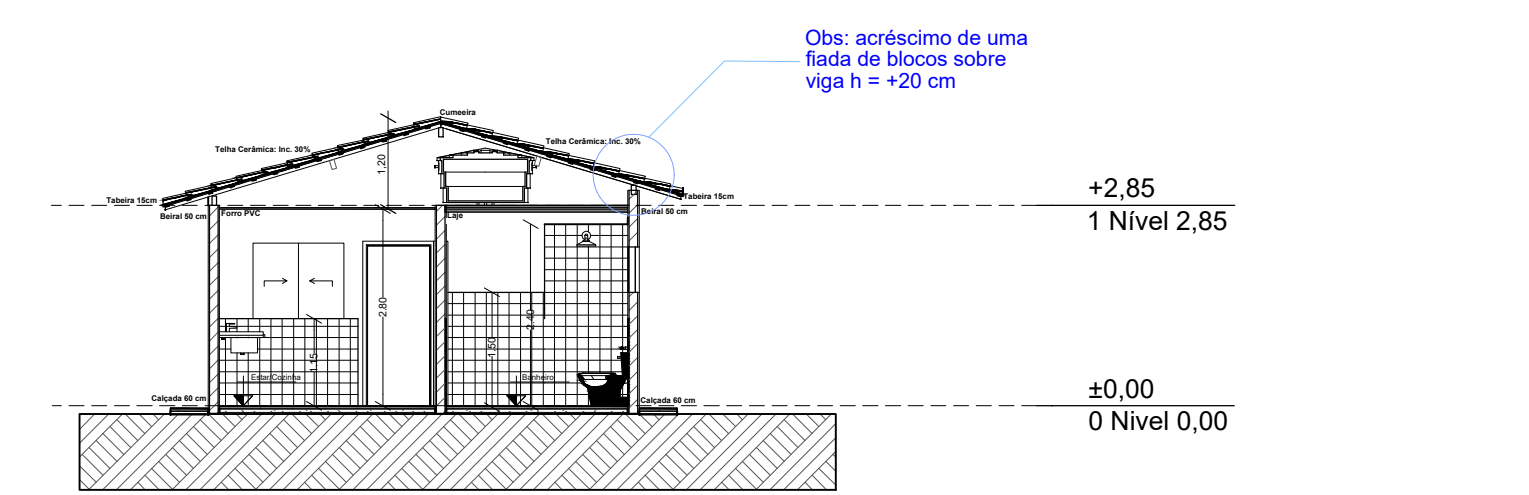 Obs: acréscimo de uma
fiada de blocos sobre
viga h = +20 cm
Cumeeira
Telha Cerâmica: Inc. 30%
Telha Cerâmica: Inc. 30%
1,20
+2,85
1 Nível 2,85
Tabeira 15cm
Tabeira 15cm
Beiral 50 cm
Forro PVC
Laje
Beiral 50 cm
2.80
2.40
1.50
1,15
Estar/Cozinha
Banheiro
±0,00
0 Nivel 0,00
Calçada 60 cm
Calçada 60 cm